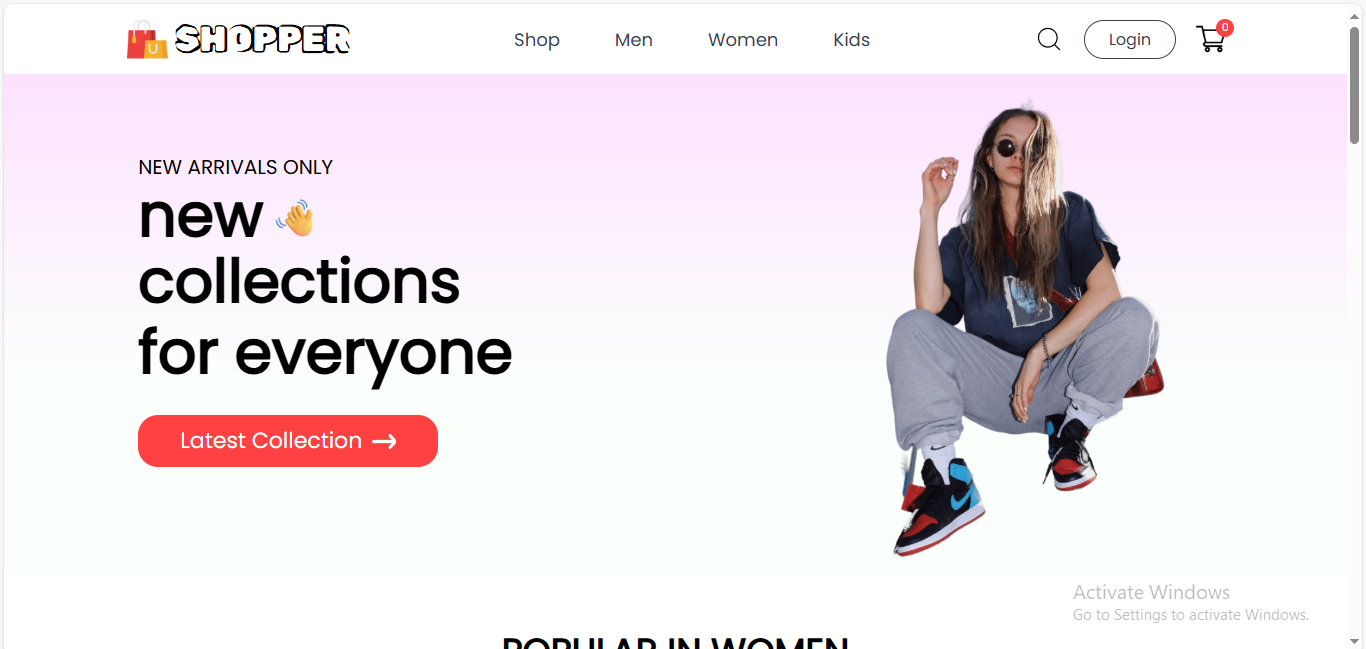 SHOPPER
Shop
Men
Women
Kids
Login
0
NEW ARRIVALS ONLY
new
collections
for everyone
Latest Collection
Activate Windows
Go to Settings to activate Windows.
POPULAR IN WOMEN